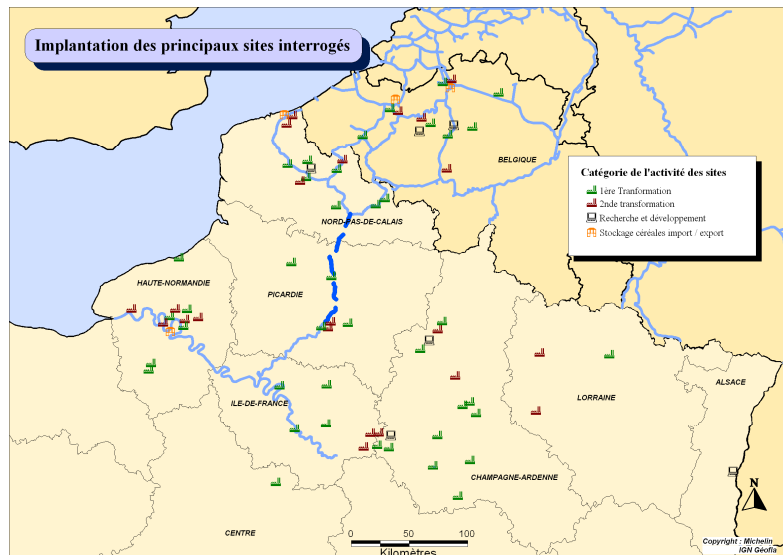 Implantation des principaux sites interrogés
BELGIQUE
Catégorie de l'activité des sites
1ère Tranformation
2nde transformation
Recherche et développement
Stockage céréales import / export
NORD-PAS-DE-CALAIS
HAUTE-NORMANDIE
PICARDIE
ILE-DE-FRANCE
LORRAINE
ALSACE
CHAMPAGNE-ARDENNE
CENTRE
N
0 50 100
Kilomètres
Copyright : Michelin
IGN Géofla